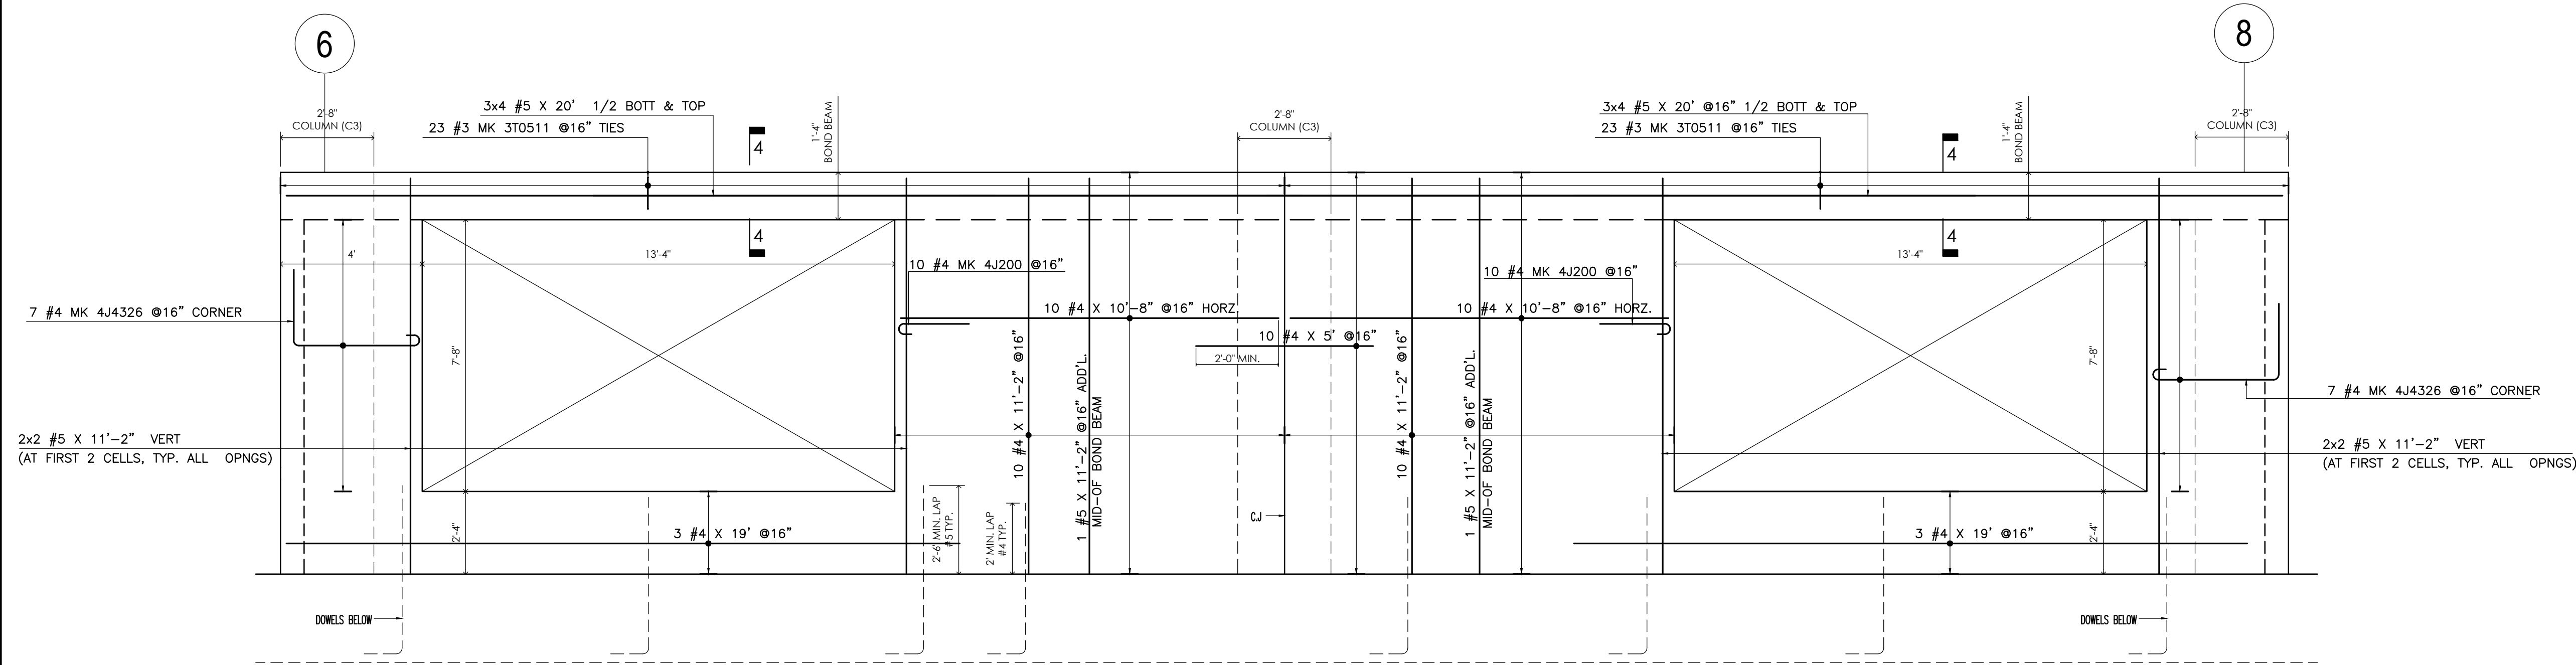 6
8
2'-8"
COLUMN (C3)
3x4 #5 X 20' 1/2 BOTT & TOP
23 #3 MK 3T0511 @16" TIES
4
1'-4"
BOND BEAM
2'-8"
COLUMN (C3)
3x4 #5 X 20' @16" 1/2 BOTT & TOP
23 #3 MK 3T0511 @16" TIES
4
1'-4"
BOND BEAM
2'-8"
COLUMN (C3)
4
4
4'
13'-4"
13'-4"
10 #4 MK 4J200 @16"
10 #4 MK 4J200 @16"
7 #4 MK 4J4326 @16" CORNER
10 #4 X 10'-8" @16" HORZ.
10 #4 X 10'-8" @16" HORZ.
10 #4 X 5' @16"
2'-0" MIN.
7'-8"
7'-8"
7 #4 MK 4J4326 @16" CORNER
10 #4 X 11'-2" @16"
1 #5 X 11'-2" @16" ADD'L.
MID-OF BOND BEAM
10 #4 X 11'-2" @16"
1 #5 X 11'-2" @16" ADD'L.
MID-OF BOND BEAM
2x2 #5 X 11'-2" VERT
(AT FIRST 2 CELLS, TYP. ALL OPNGS)
2x2 #5 X 11'-2" VERT
(AT FIRST 2 CELLS, TYP. ALL OPNGS)
2'-4"
3 #4 X 19' @16"
2'-6" MIN. LAP
#5 TYP.
2' MIN. LAP
#4 TYP.
C.J
3 #4 X 19' @16"
2'-4"
DOWELS BELOW
DOWELS BELOW